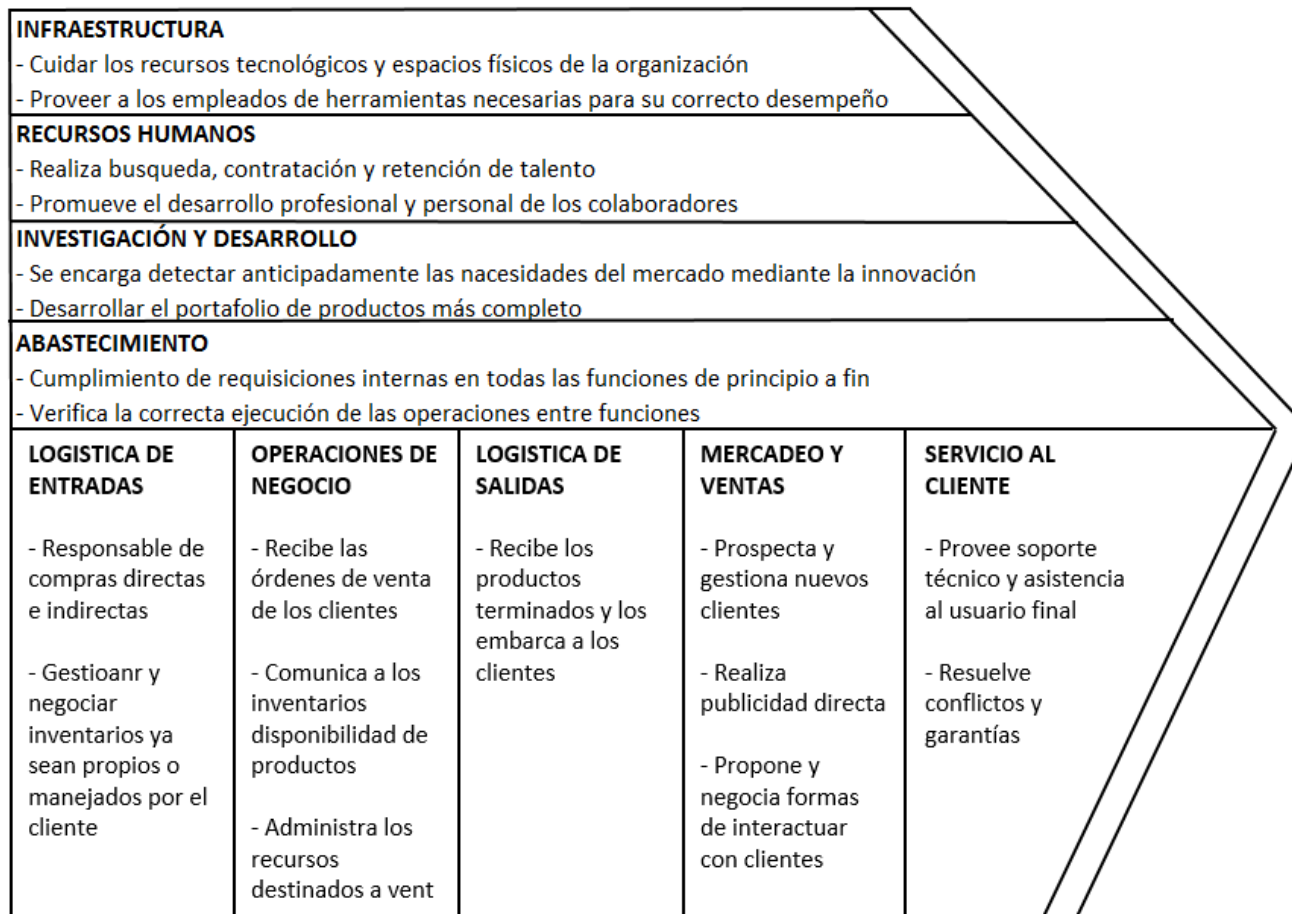 INFRAESTRUCTURA
- Cuidar los recursos tecnológicos y espacios físicos de la organización
- Proveer a los empleados de herramientas necesarias para su correcto desempeño
RECURSOS HUMANOS
- Realiza busqueda, contratación y retención de talento
- Promueve el desarrollo profesional y personal de los colaboradores
INVESTIGACIÓN Y DESARROLLO
- Se encarga detectar anticipadamente las nacesidades del mercado mediante la innovación
- Desarrollar el portafolio de productos más completo
ABASTECIMIENTO
- Cumplimiento de requisiciones internas en todas las funciones de principio a fin
- Verifica la correcta ejecución de las operaciones entre funciones
LOGISTICA DE
ENTRADAS
- Responsable de
compras directas
e indirectas
- Gestioanr y
negociar
inventarios ya
sean propios o
manejados por el
cliente
OPERACIONES DE
NEGOCIO
- Recibe las
órdenes de venta
de los clientes
- Comunica a los
inventarios
disponibilidad de
productos
- Administra los
recursos
destinados a vent
LOGISTICA DE
SALIDAS
- Recibe los
productos
terminados y los
embarca a los
clientes
MERCADEO Y
VENTAS
- Prospecta y
gestiona nuevos
clientes
- Realiza
publicidad directa
- Propone y
negocia formas
de interactuar
con clientes
SERVICIO AL
CLIENTE
- Provee soporte
técnico y asistencia
al usuario final
- Resuelve
conflictos y
garantías